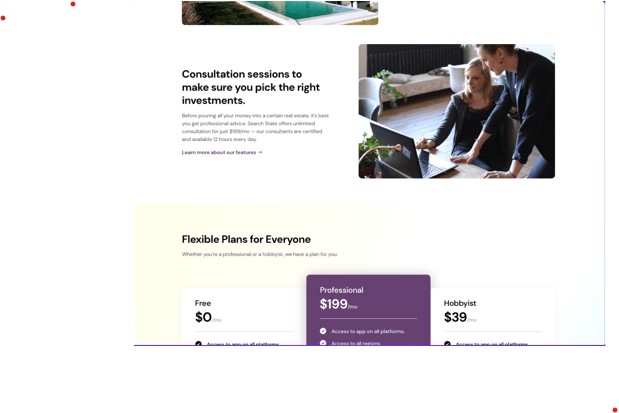 Consultation sessions to
make sure you pick the right
investments.
Before pouring all your money into a certain real estate, it's best
you get professional advice. Search State offers unlimited
consultation for just $199/mo — our consultants are certified
and available 12 hours every day.
Learn more about our features →
Flexible Plans for Everyone
Whether you're a professional or a hobbyist, we have a plan for you.
Free
$0/mo
Access to app on all platforms
Professional
$199/mo
Access to app on all platforms.
Access to all regions.
Hobbyist
$39/mo
Access to app on all platforms